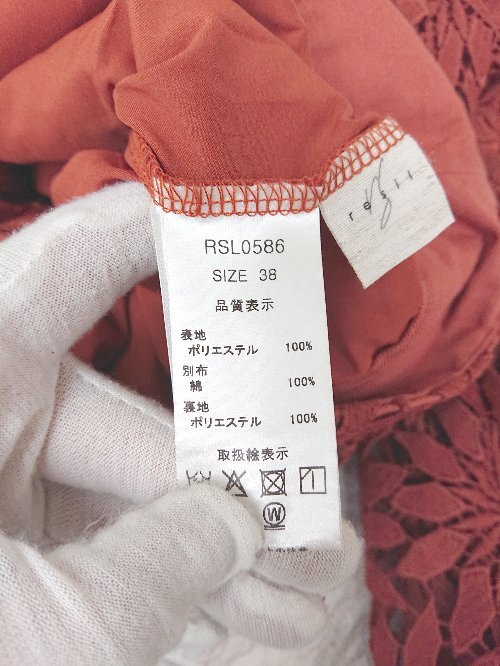 RSL0586
SIZE 38
品質表示
表地
ポリエステル 100%
別布
綿 100%
裏地
ポリエステル 100%
取扱絵表示
W